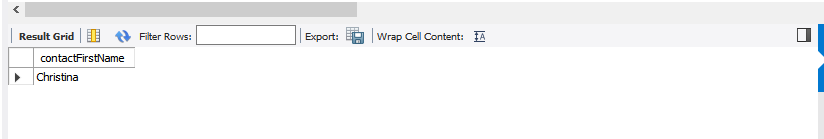 Result Grid Filter Rows: Export: Wrap Cell Content:
contactFirstName
Christina